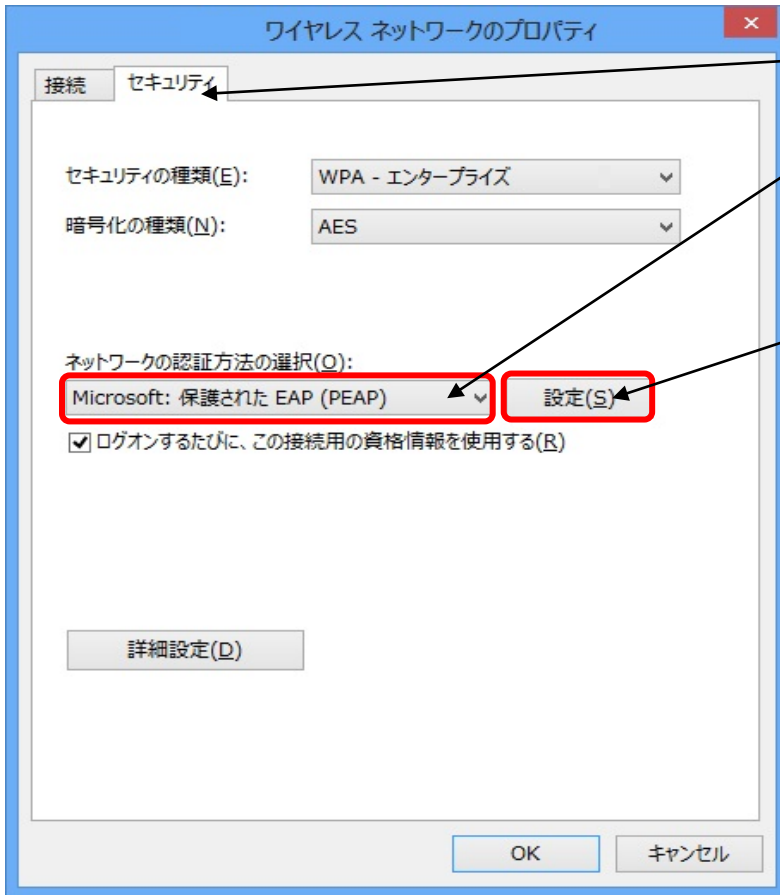 ワイヤレス ネットワークのプロパティ
接続 セキュリティ
セキュリティの種類(E): WPA - エンタープライズ
暗号化の種類(N): AES
ネットワークの認証方法の選択(O):
Microsoft: 保護された EAP (PEAP) 設定(S)
ログオンするたびに、この接続用の資格情報を使用する(R)
詳細設定(D)
OK キャンセル